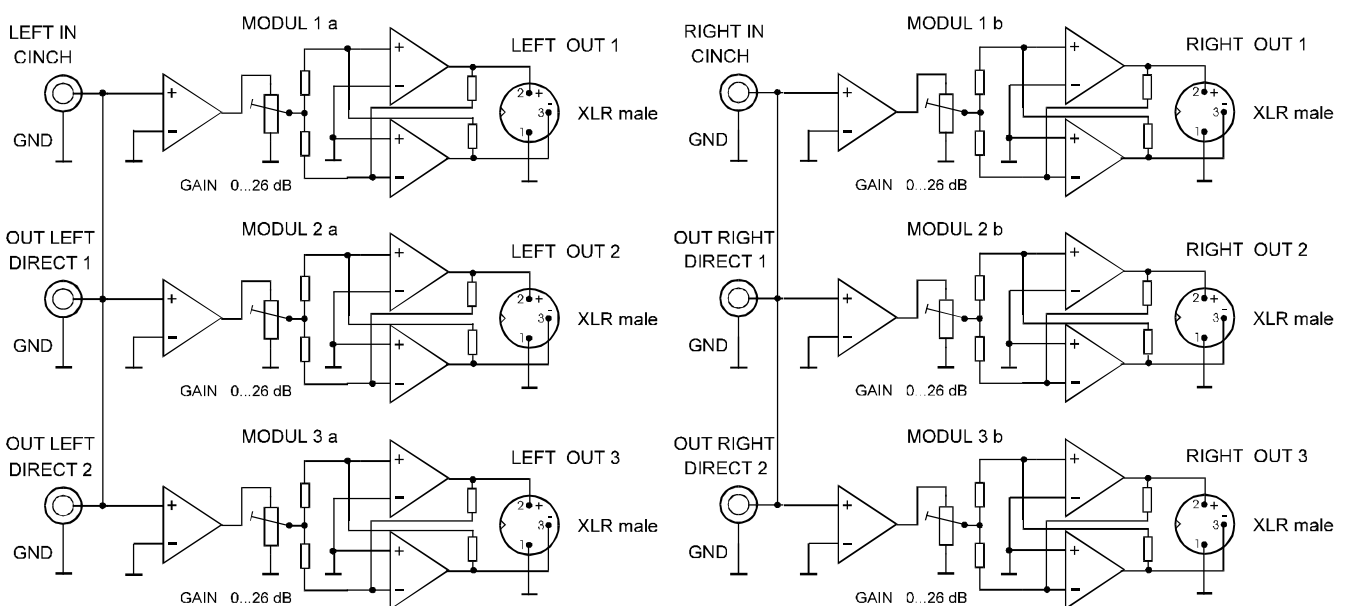 MODUL 1 a
LEFT IN
CINCH
LEFT OUT 1
+
+
-
-
2 +
3 -
1
XLR male
GND
+
-
GAIN 0...26 dB
MODUL 2 a
OUT LEFT
DIRECT 1
LEFT OUT 2
+
+
-
-
2 +
3 -
1
XLR male
GND
+
-
GAIN 0...26 dB
MODUL 3 a
OUT LEFT
DIRECT 2
LEFT OUT 3
+
+
-
-
2 +
3 -
1
XLR male
GND
+
-
GAIN 0...26 dB
MODUL 1 b
RIGHT IN
CINCH
RIGHT OUT 1
+
+
-
-
2 +
3 -
1
XLR male
GND
+
-
GAIN 0...26 dB
MODUL 2 b
OUT RIGHT
DIRECT 1
RIGHT OUT 2
+
+
-
-
2 +
3 -
1
XLR male
GND
+
-
GAIN 0...26 dB
MODUL 3 b
OUT RIGHT
DIRECT 2
RIGHT OUT 3
+
+
-
-
2 +
3 -
1
XLR male
GND
+
-
GAIN 0...26 dB